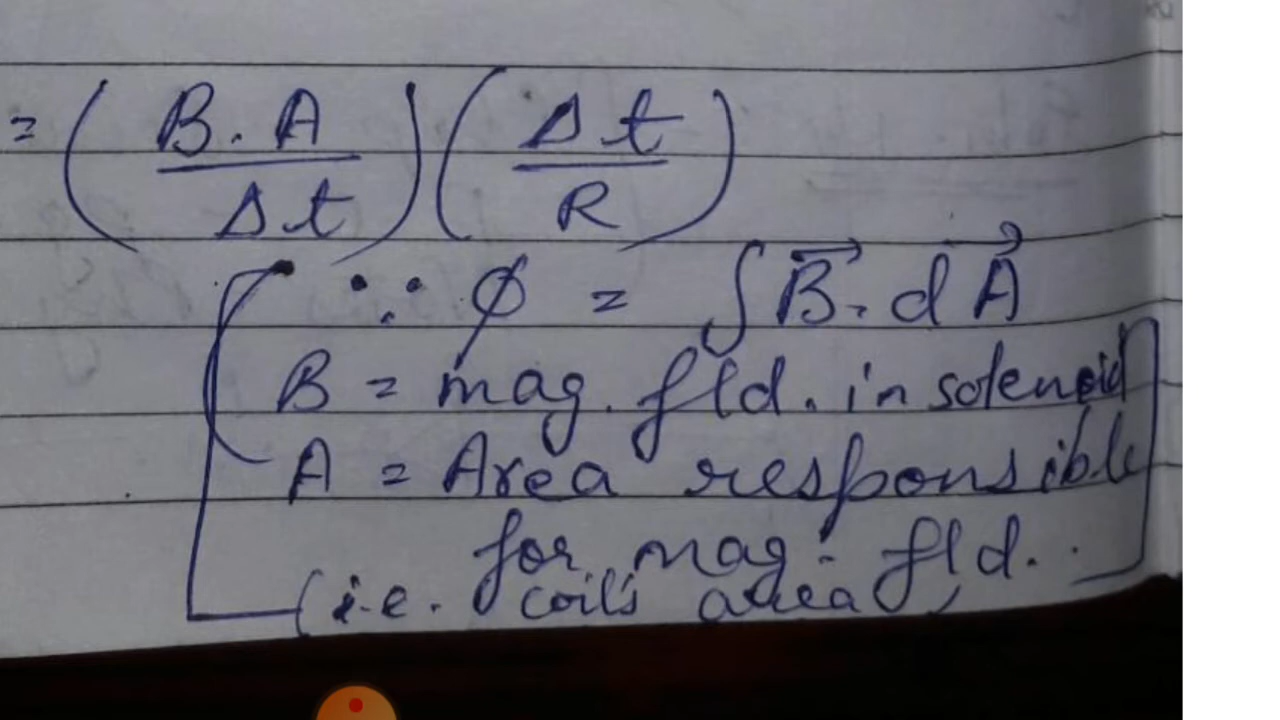 = (B.A / Δt) (Δt / R)
∵ ϕ = ∫ B⃗. dA⃗
B = mag. fld. in solenoid
A = Area responsible
for mag. fld.
(i.e. coil's area)